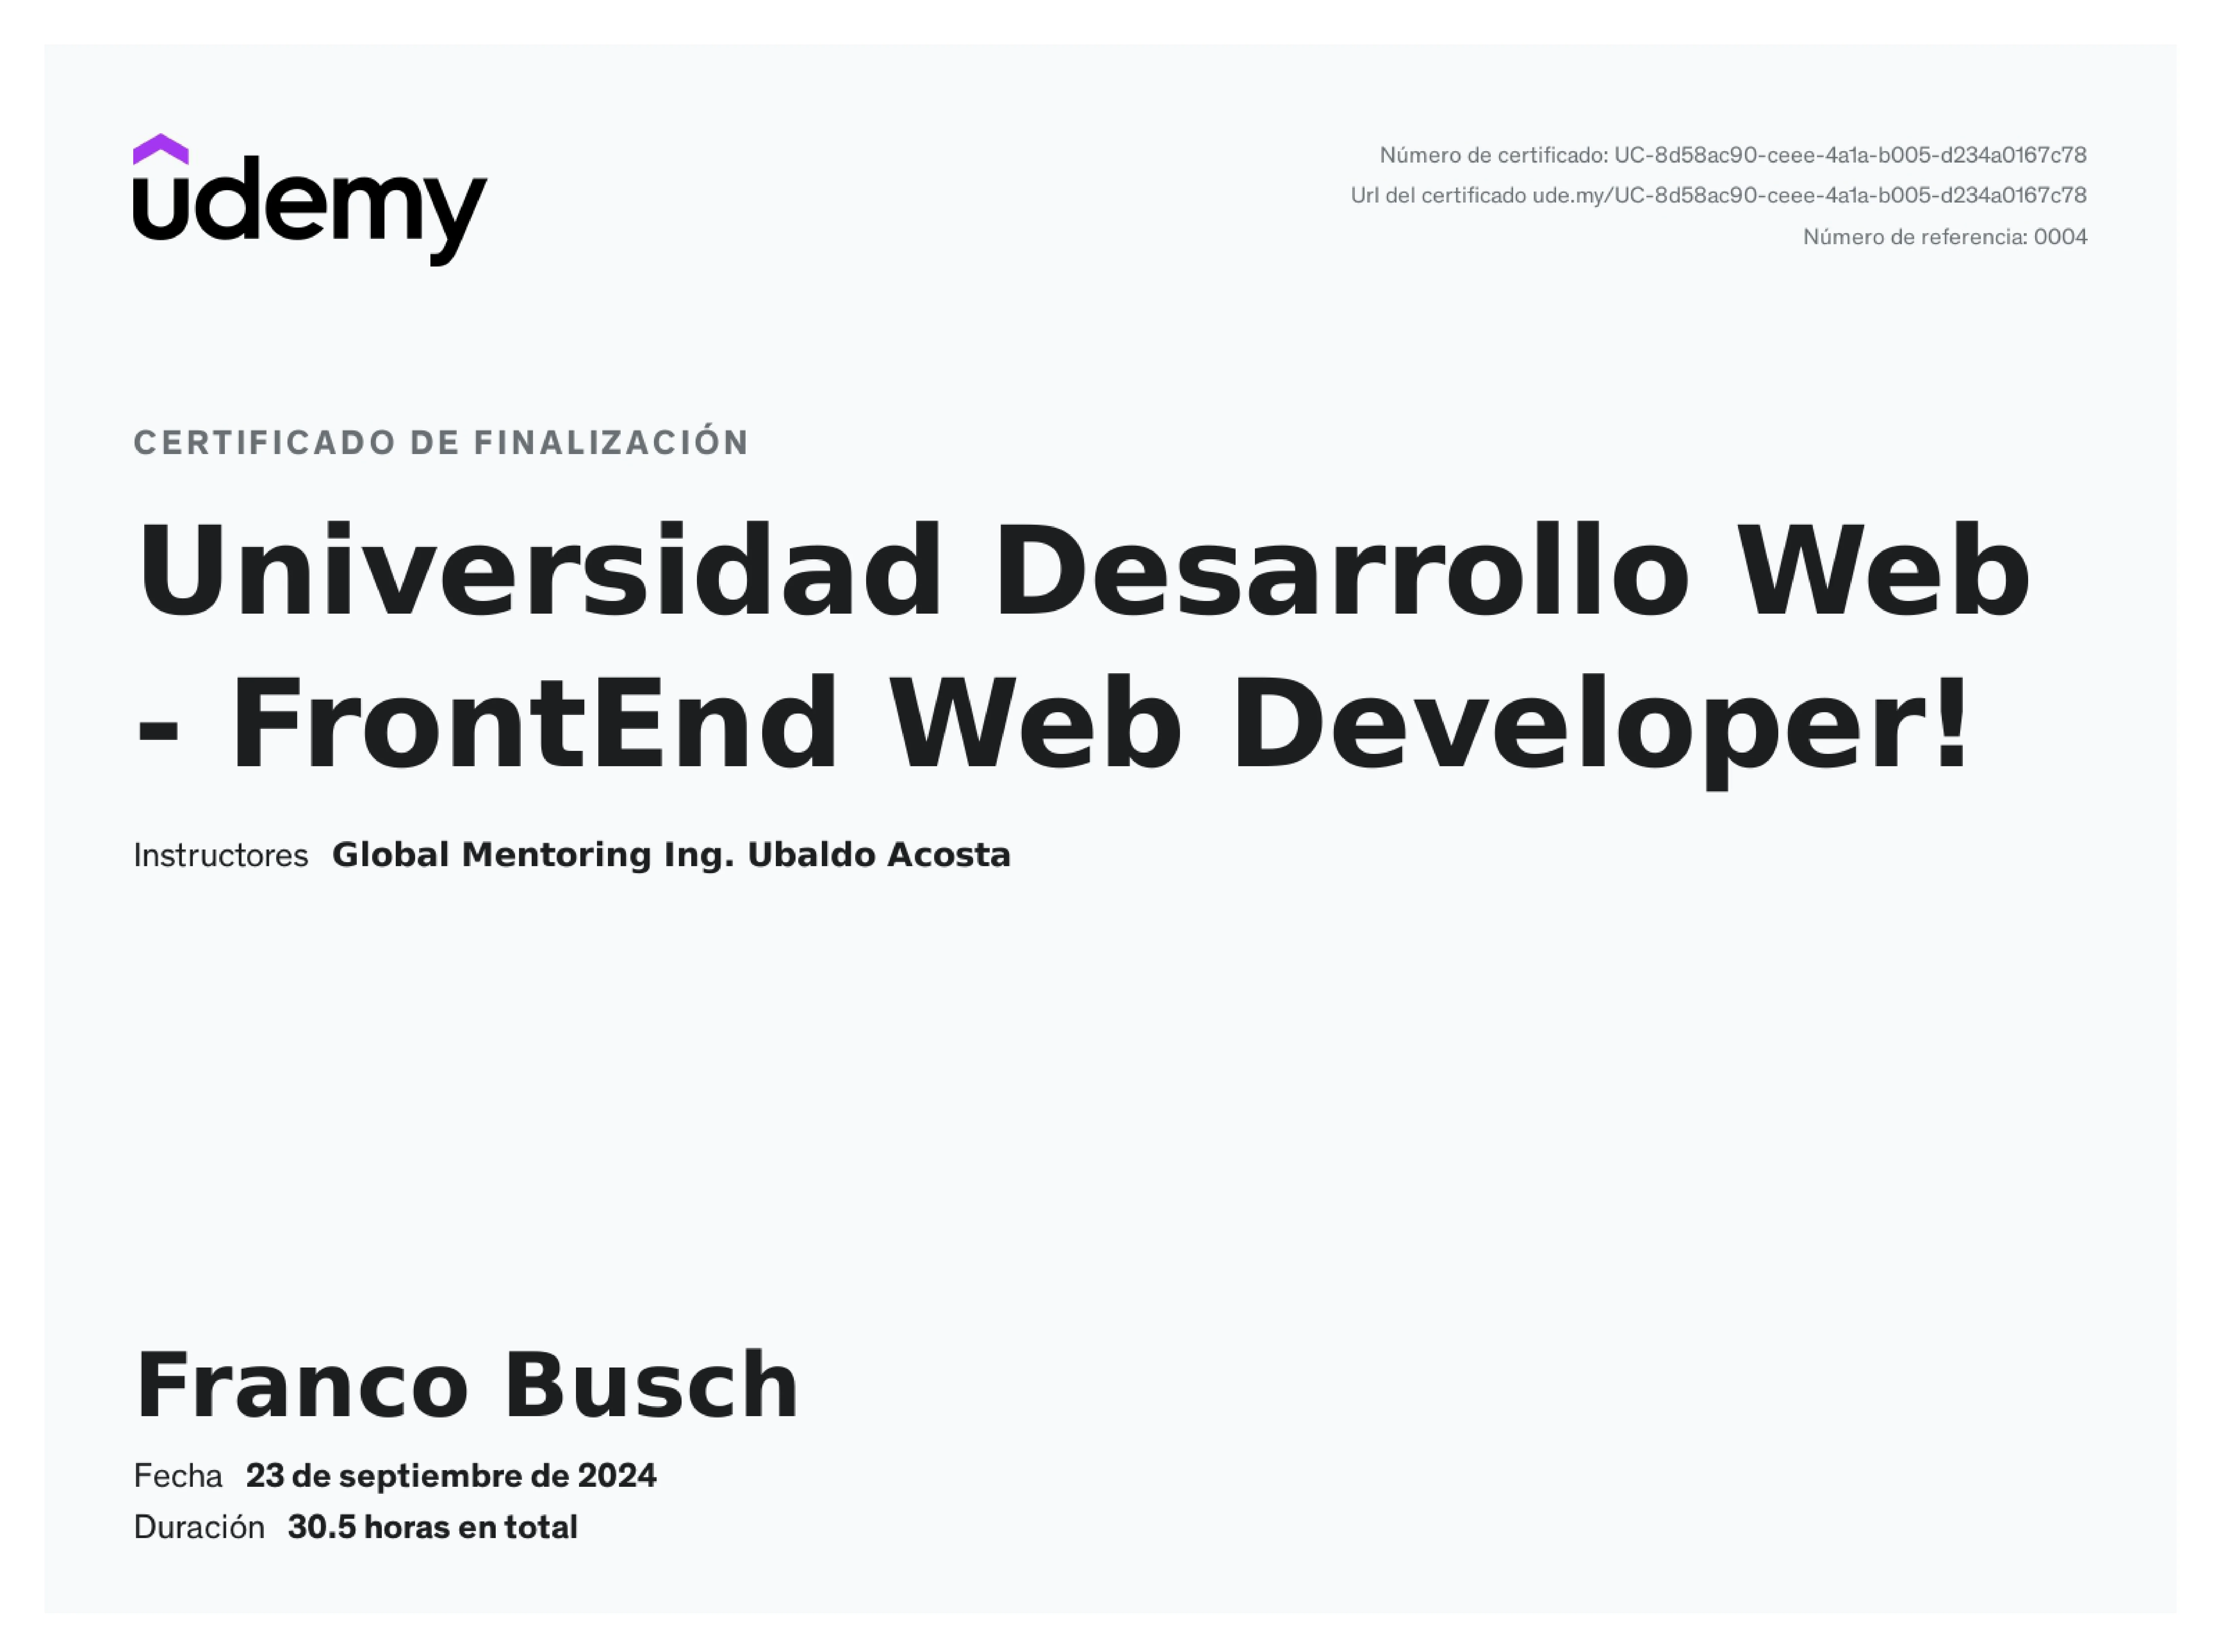 udemy
Número de certificado: UC-8d58ac90-ceee-4a1a-b005-d234a0167c78
Url del certificado ude.my/UC-8d58ac90-ceee-4a1a-b005-d234a0167c78
Número de referencia: 0004
CERTIFICADO DE FINALIZACIÓN
Universidad Desarrollo Web
- FrontEnd Web Developer!
Instructores Global Mentoring Ing. Ubaldo Acosta
Franco Busch
Fecha 23 de septiembre de 2024
Duración 30.5 horas en total